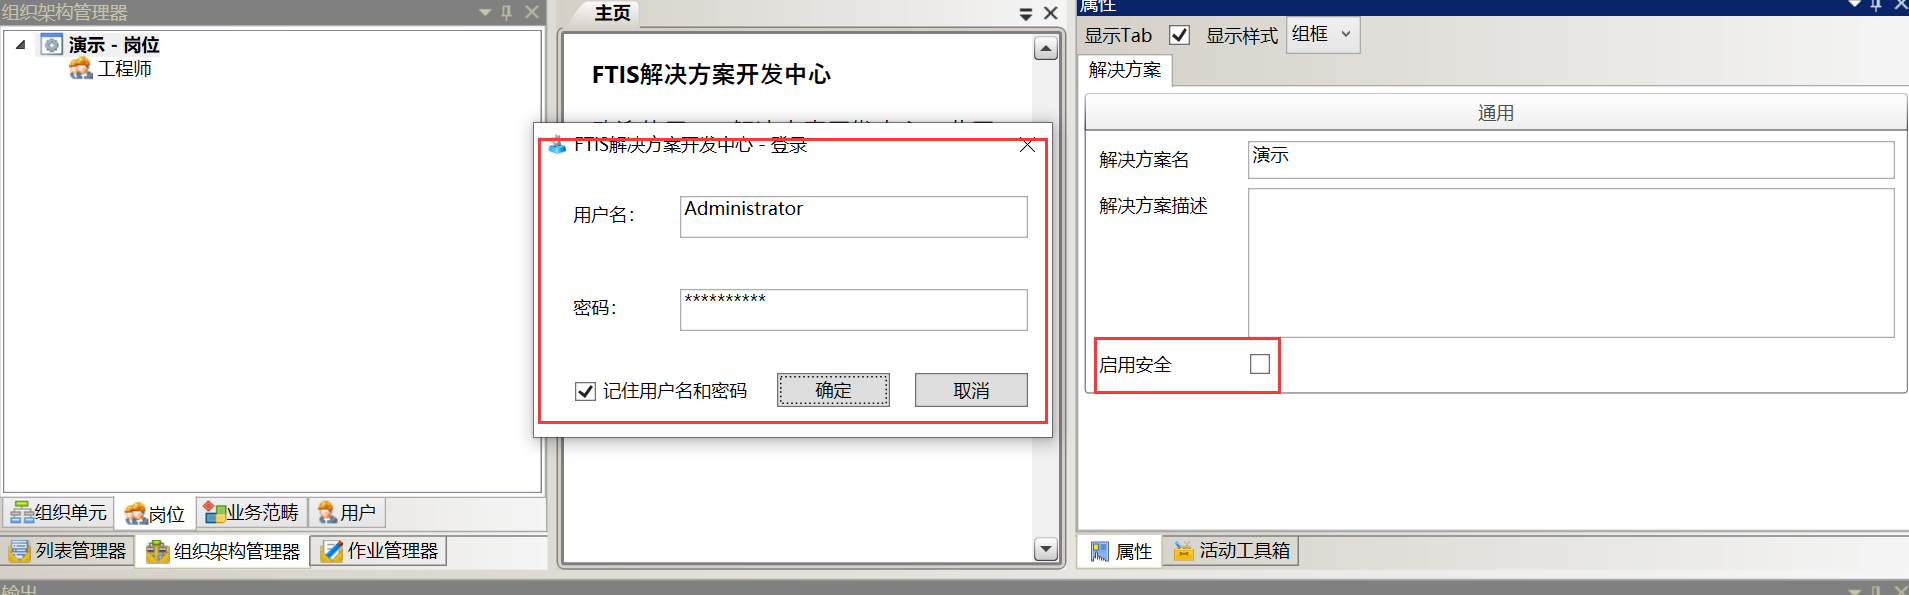 组织架构管理器
演示 - 岗位
工程师
组织单元
岗位
业务范畴
用户
列表管理器
组织架构管理器
作业管理器
主页
FTIS解决方案开发中心
FTIS解决方案开发中心 - 登录
用户名：
Administrator
密码：
**********
记住用户名和密码
确定
取消
属性
显示Tab
显示样式
组框
解决方案
通用
解决方案名
演示
解决方案描述
启用安全
属性
活动工具箱
输出